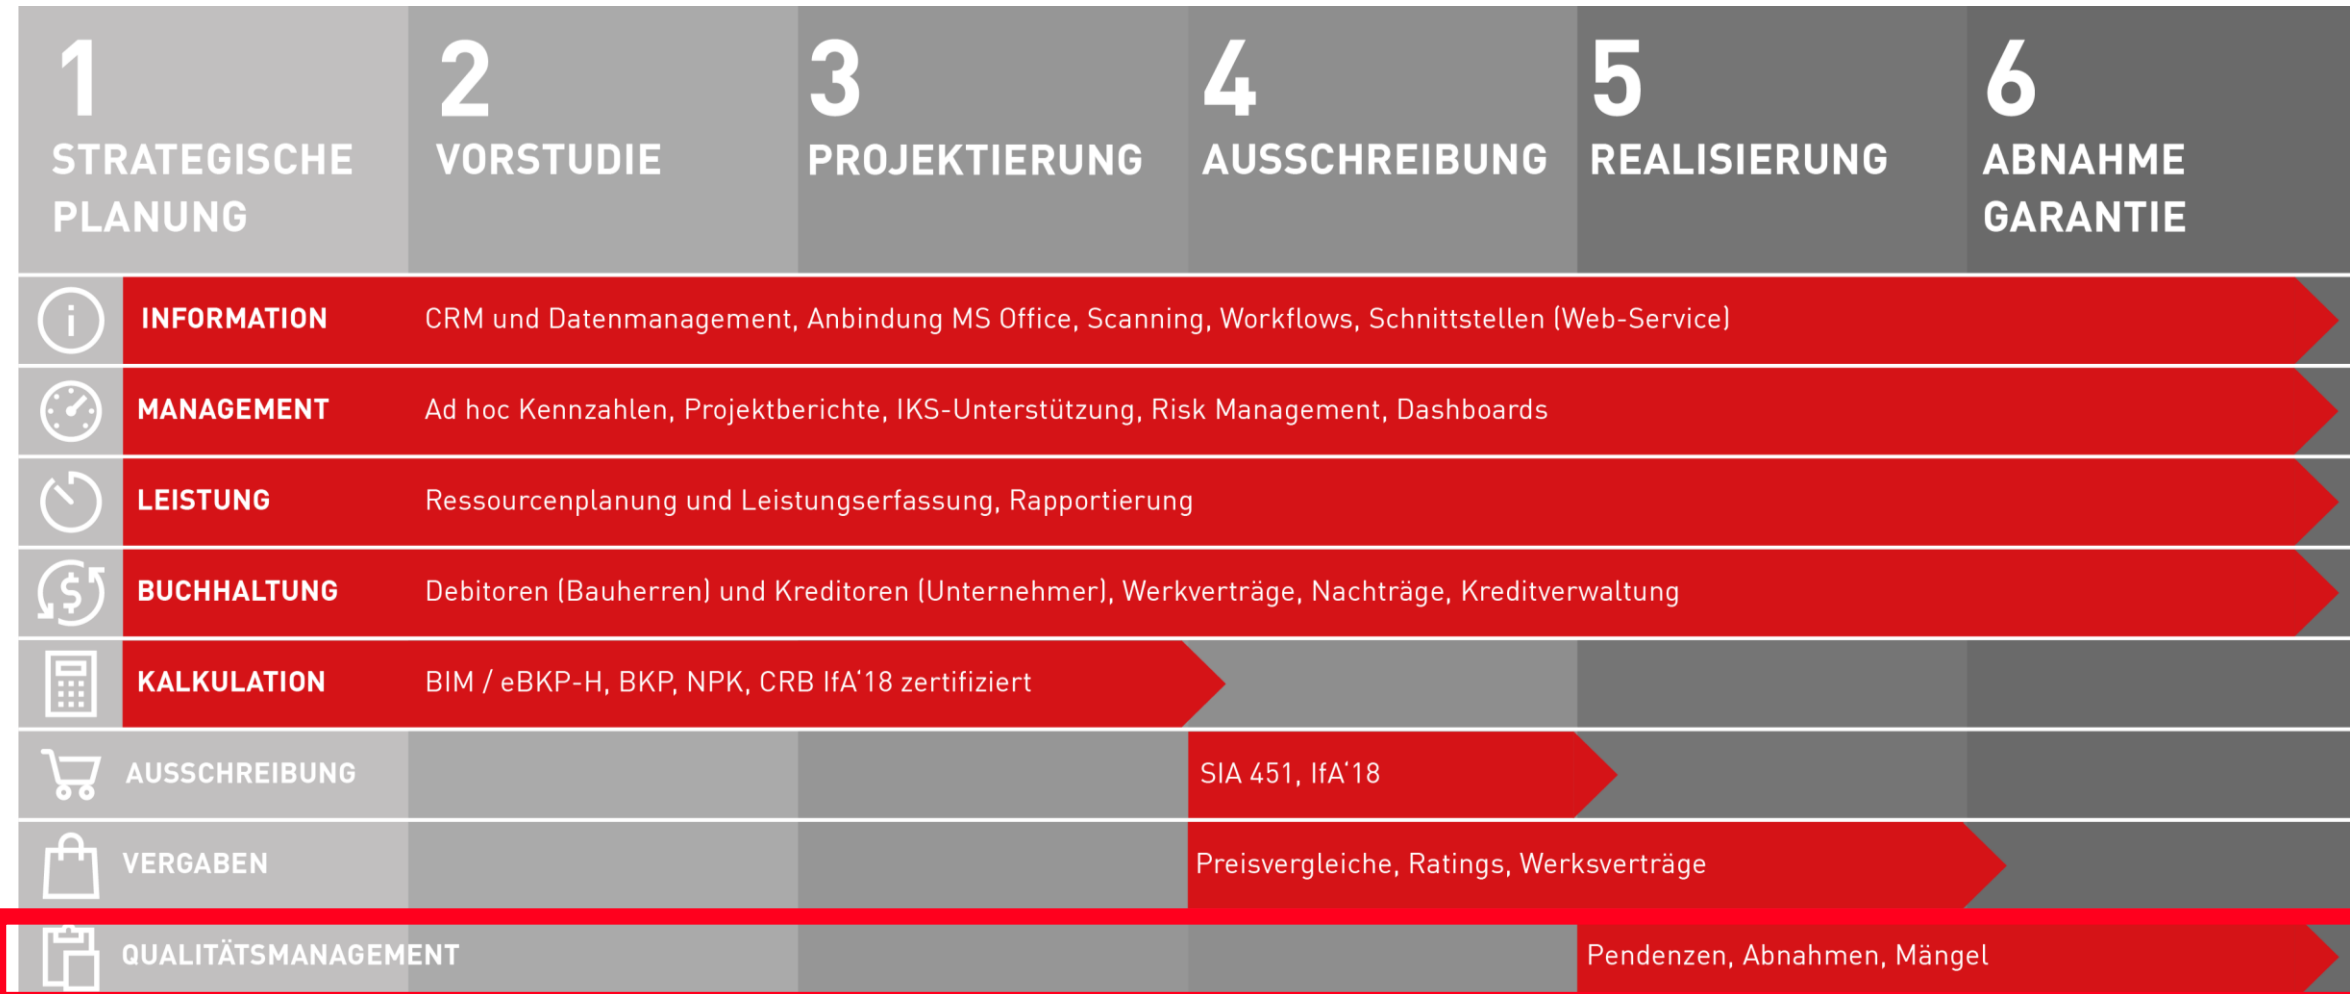 1
STRATEGISCHE
PLANUNG
2
VORSTUDIE
3
PROJEKTIERUNG
4
AUSSCHREIBUNG
5
REALISIERUNG
6
ABNAHME
GARANTIE
INFORMATION CRM und Datenmanagement, Anbindung MS Office, Scanning, Workflows, Schnittstellen (Web-Service)
MANAGEMENT Ad hoc Kennzahlen, Projektberichte, IKS-Unterstützung, Risk Management, Dashboards
LEISTUNG Ressourcenplanung und Leistungserfassung, Rapportierung
BUCHHALTUNG Debitoren (Bauherren) und Kreditoren (Unternehmer), Werkverträge, Nachträge, Kreditverwaltung
KALKULATION BIM / eBKP-H, BKP, NPK, CRB IfA‘18 zertifiziert
AUSSCHREIBUNG SIA 451, IfA‘18
VERGABEN Preisvergleiche, Ratings, Werksverträge
QUALITÄTSMANAGEMENT Pendenzen, Abnahmen, Mängel